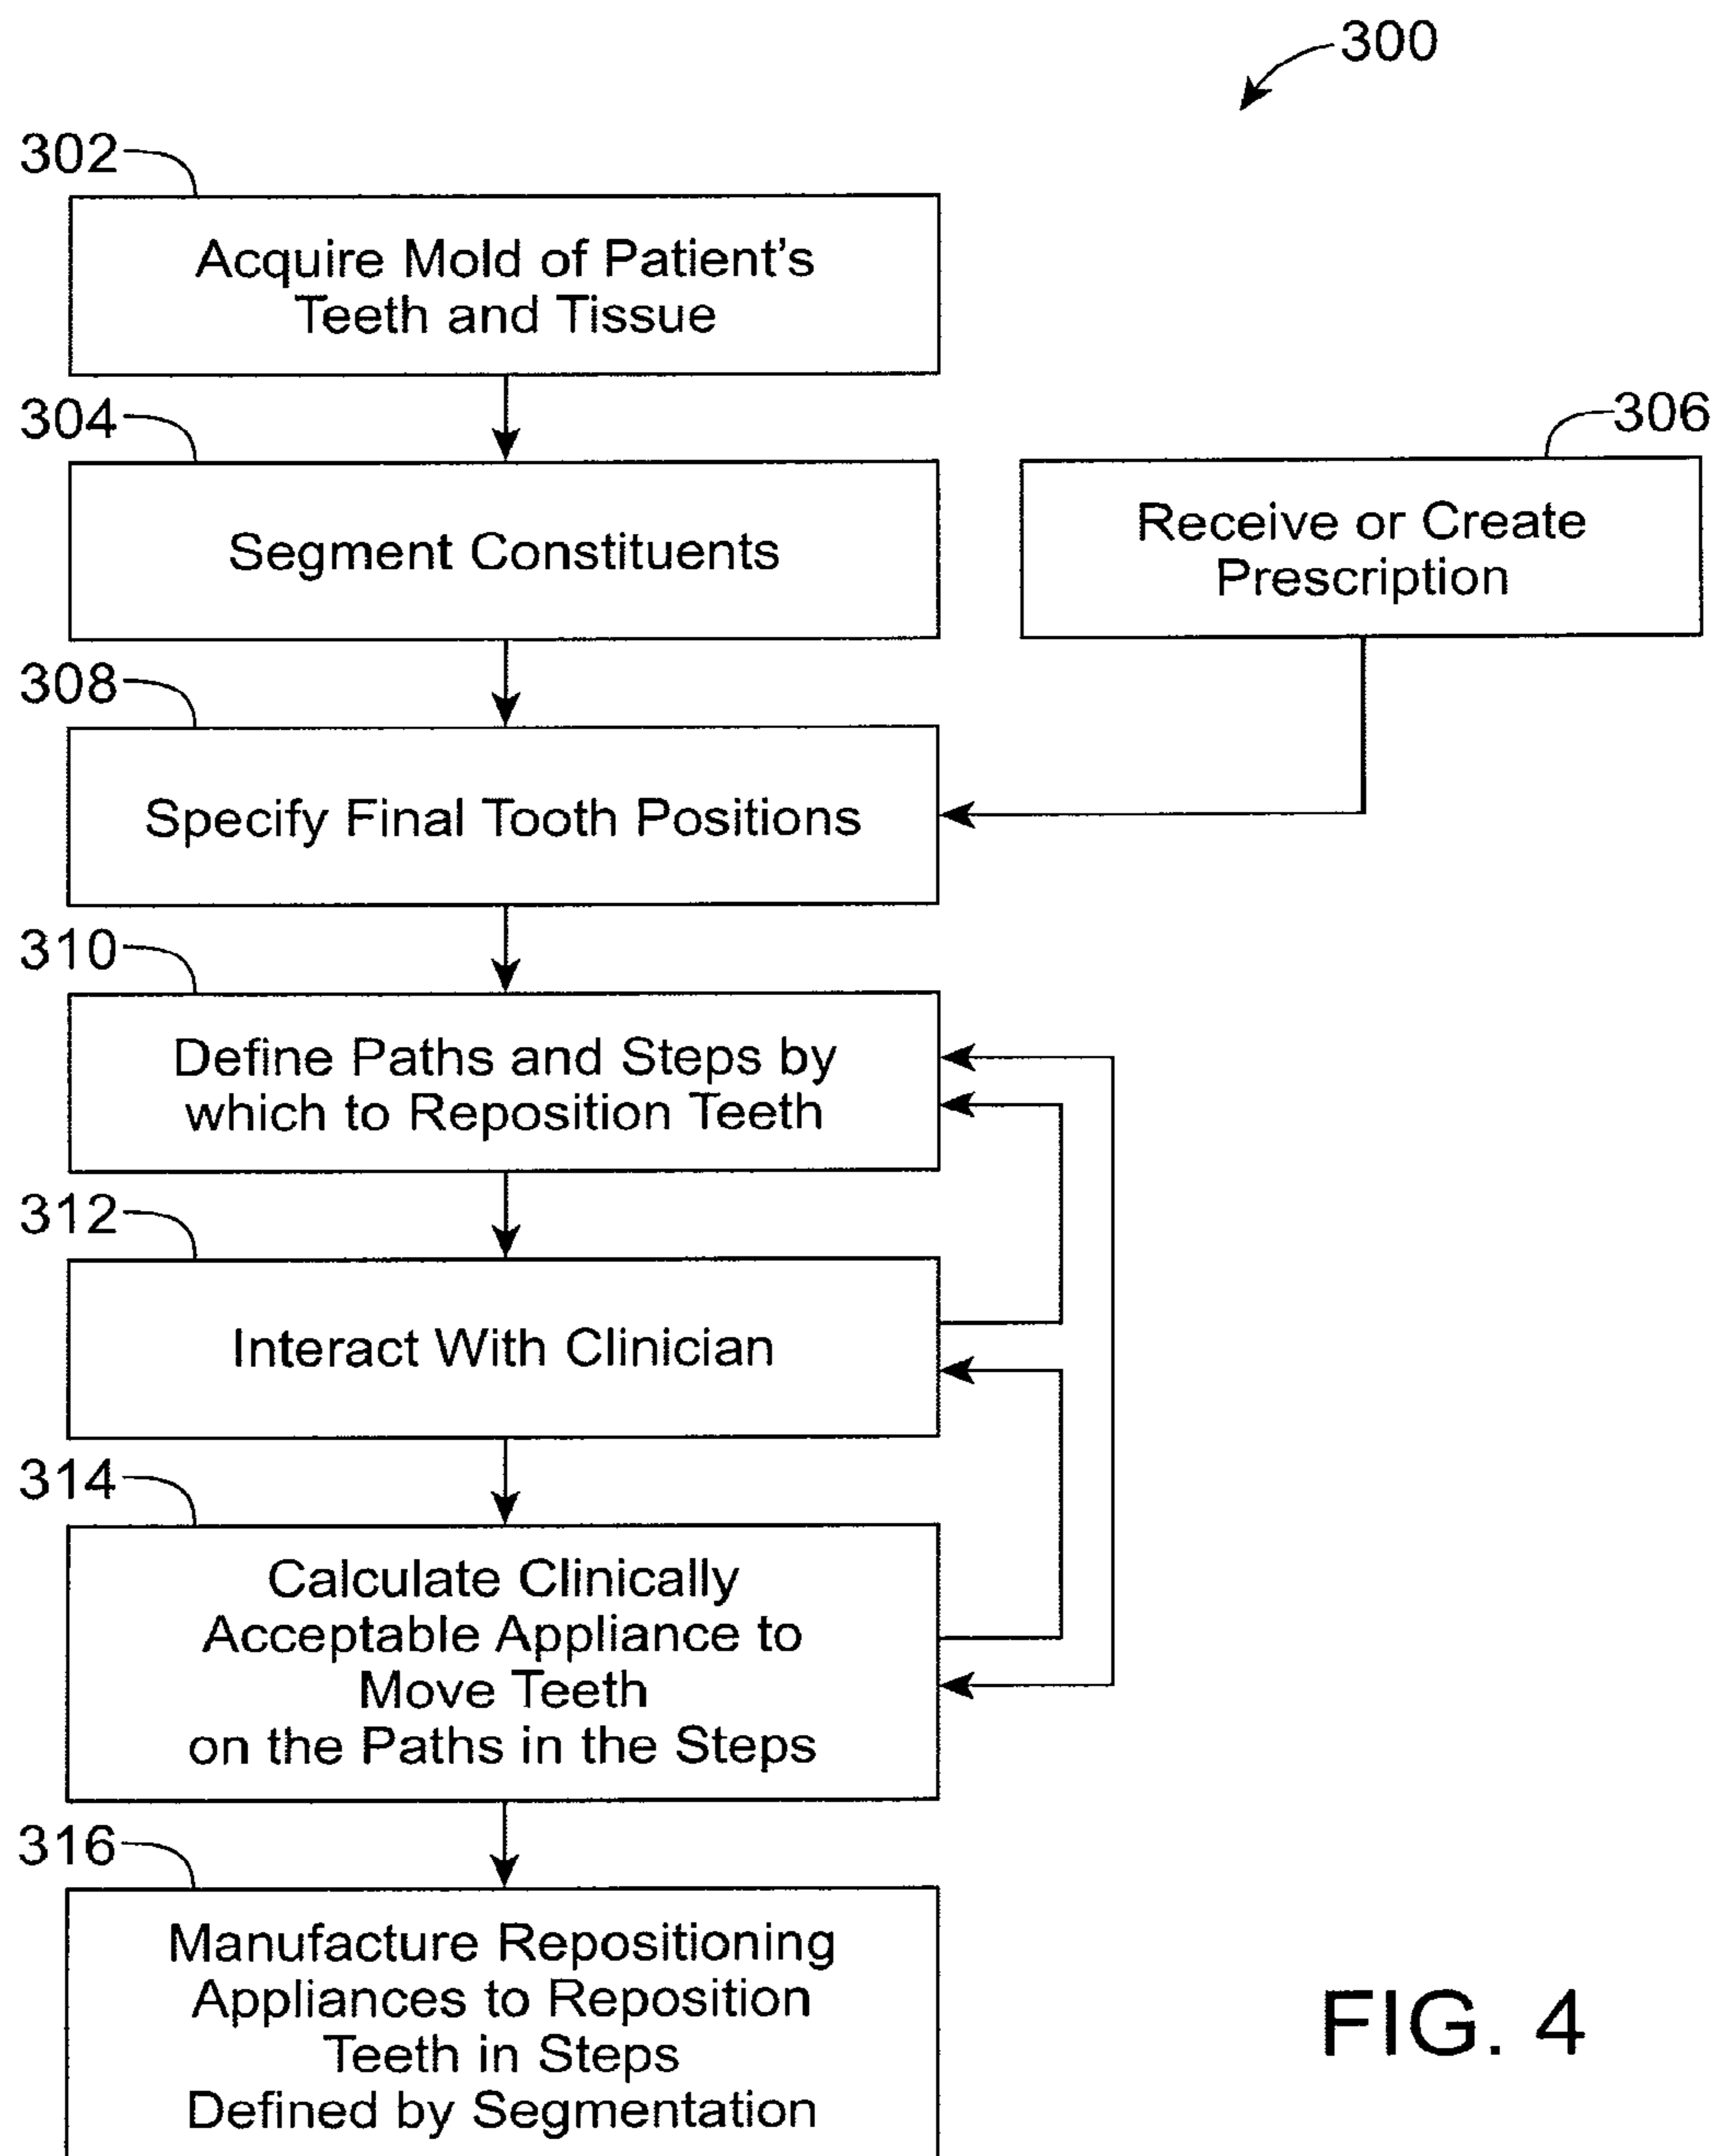 300
302
Acquire Mold of Patient's
Teeth and Tissue
304
Segment Constituents
306
Receive or Create
Prescription
308
Specify Final Tooth Positions
310
Define Paths and Steps by
which to Reposition Teeth
312
Interact With Clinician
314
Calculate Clinically
Acceptable Appliance to
Move Teeth
on the Paths in the Steps
316
Manufacture Repositioning
Appliances to Reposition
Teeth in Steps
Defined by Segmentation
FIG. 4